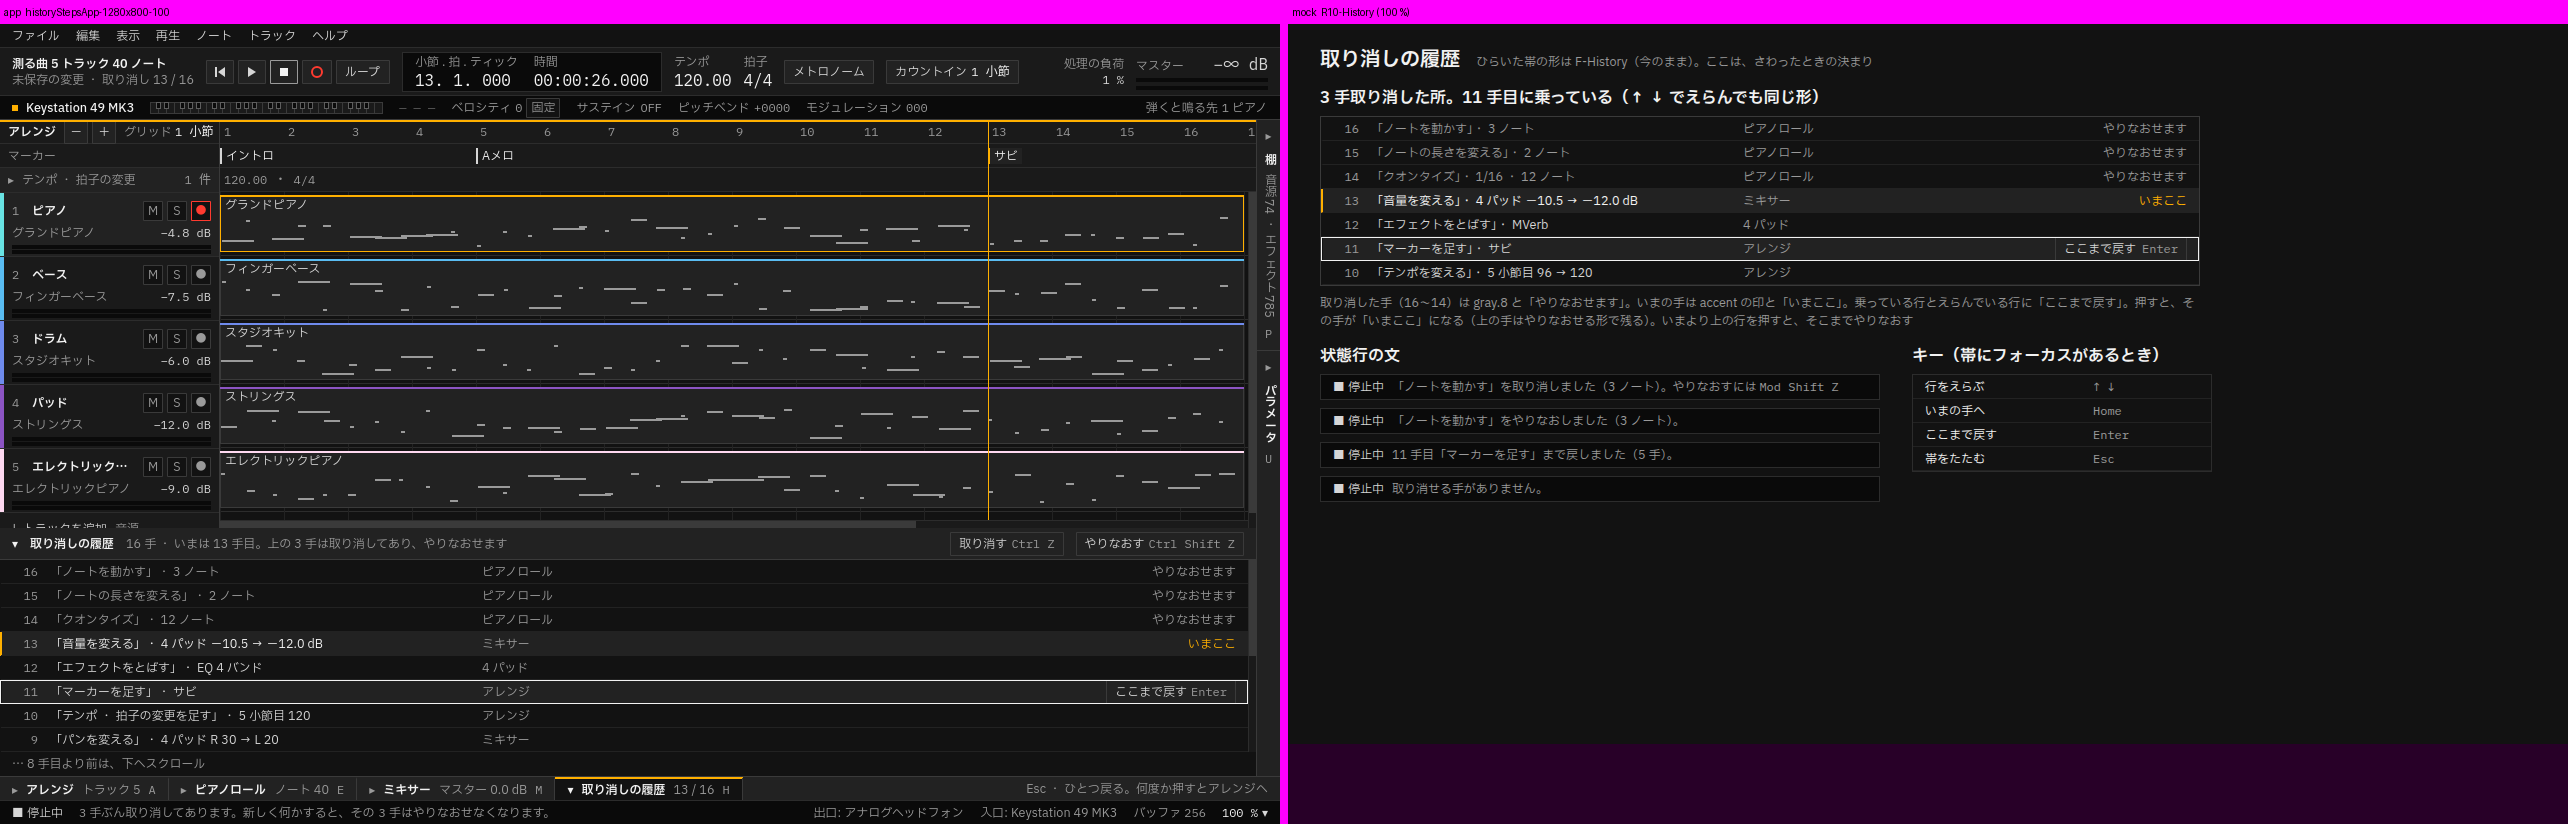 app historyStepsApp-1280x800-100
ファイル 編集 表示 再生 ノート トラック ヘルプ
測る曲 5 トラック 40 ノート
未保存の変更 · 取り消し 13 / 16
ループ
小節 . 拍 . ティック 時間
13. 1. 000 00:00:26.000
テンポ 拍子
120.00 4/4
メトロノーム
カウントイン 1 小節
処理の負荷
1 %
マスター −∞ dB
Keystation 49 MK3
— — —
ベロシティ 0 固定 サステイン OFF ピッチベンド +0000 モジュレーション 000
弾くと鳴る先 1 ピアノ
アレンジ − + グリッド 1 小節
1 2 3 4 5 6 7 8 9 10 11 12 13 14 15 16 1
マーカー
イントロ Aメロ サビ
▸ テンポ · 拍子の変更 1 件
120.00 · 4/4
1 ピアノ M S
グランドピアノ −4.8 dB
グランドピアノ
2 ベース M S
フィンガーベース −7.5 dB
フィンガーベース
3 ドラム M S
スタジオキット −6.0 dB
スタジオキット
4 パッド M S
ストリングス −12.0 dB
ストリングス
5 エレクトリック… M S
エレクトリックピアノ −9.0 dB
エレクトリックピアノ
▸ 棚 音源 74 · エフェクト 785 P
▸ パラメータ U
▾ 取り消しの履歴 16 手 · いまは 13 手目。上の 3 手は取り消してあり、やりなおせます
取り消す Ctrl Z やりなおす Ctrl Shift Z
16 「ノートを動かす」 · 3 ノート ピアノロール やりなおせます
15 「ノートの長さを変える」 · 2 ノート ピアノロール やりなおせます
14 「クオンタイズ」 · 12 ノート ピアノロール やりなおせます
13 「音量を変える」 · 4 パッド −10.5 → −12.0 dB ミキサー いまここ
12 「エフェクトをとばす」 · EQ 4 バンド 4 パッド
11 「マーカーを足す」 · サビ アレンジ ここまで戻す Enter
10 「テンポ · 拍子の変更を足す」 · 5 小節目 120 アレンジ
9 「パンを変える」 · 4 パッド R 30 → L 20 ミキサー
… 8 手目より前は、下へスクロール
▸ アレンジ トラック 5 A ▸ ピアノロール ノート 40 E ▸ ミキサー マスター 0.0 dB M ▾ 取り消しの履歴 13 / 16 H
Esc · ひとつ戻る。何度か押すとアレンジへ
■ 停止中 3 手ぶん取り消してあります。新しく何かすると、その 3 手はやりなおせなくなります。
出口: アナログヘッドフォン 入口: Keystation 49 MK3 バッファ 256 100 % ▾
mock R10-History (100%)
取り消しの履歴 ひらいた帯の形は F-History（今のまま）。ここは、さわったときの決まり
3 手取り消した所。11 手目に乗っている（↑ ↓ でえらんでも同じ形）
16 「ノートを動かす」· 3 ノート ピアノロール やりなおせます
15 「ノートの長さを変える」· 2 ノート ピアノロール やりなおせます
14 「クオンタイズ」· 1/16 · 12 ノート ピアノロール やりなおせます
13 「音量を変える」· 4 パッド −10.5 → −12.0 dB ミキサー いまここ
12 「エフェクトをとばす」· MVerb 4 パッド
11 「マーカーを足す」· サビ アレンジ ここまで戻す Enter
10 「テンポを変える」· 5 小節目 96 → 120 アレンジ
取り消した手（16〜14）は gray.8 と「やりなおせます」。いまの手は accent の印と「いまここ」。乗っている行とえらんでいる行に「ここまで戻す」。押すと、そ
の手が「いまここ」になる（上の手はやりなおせる形で残る）。いまより上の行を押すと、そこまでやりなおす
状態行の文
■ 停止中 「ノートを動かす」を取り消しました（3 ノート）。やりなおすには Mod Shift Z
■ 停止中 「ノートを動かす」をやりなおしました（3 ノート）。
■ 停止中 11 手目「マーカーを足す」まで戻しました（5 手）。
■ 停止中 取り消せる手がありません。
キー（帯にフォーカスがあるとき）
行をえらぶ ↑ ↓
いまの手へ Home
ここまで戻す Enter
帯をたたむ Esc